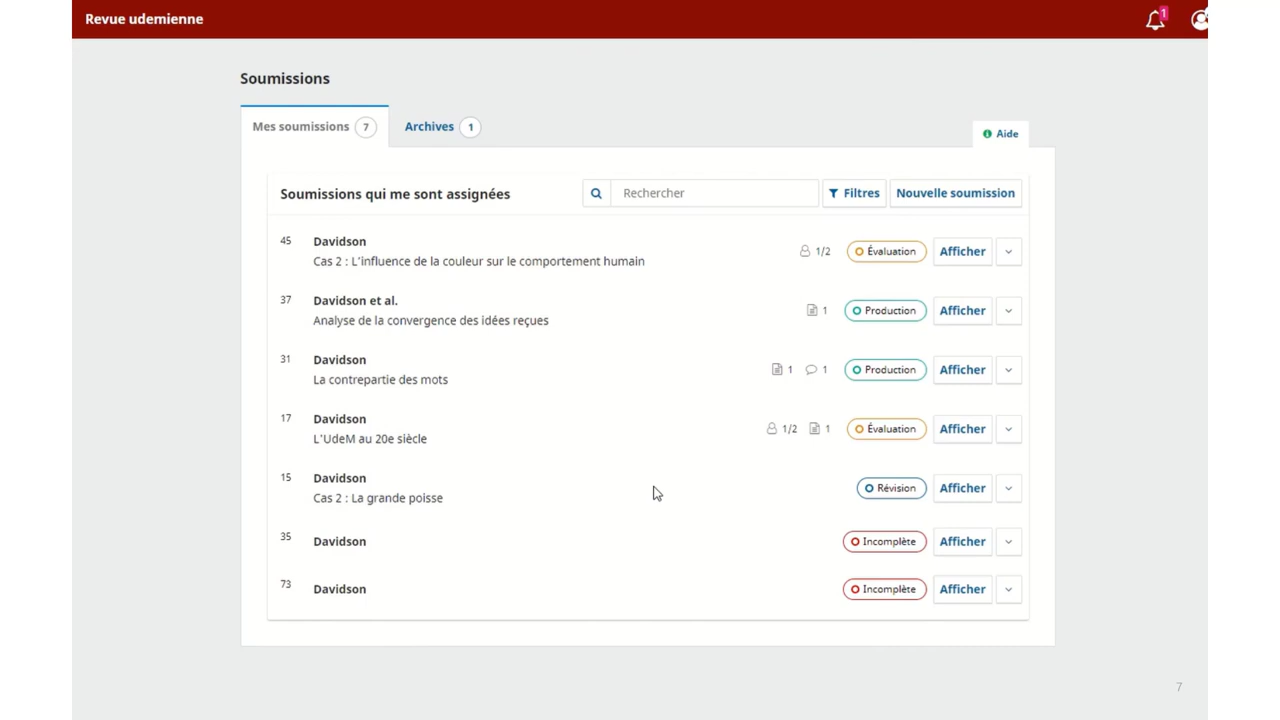 Revue udemienne
1
Soumissions
Mes soumissions 7
Archives 1
Aide
Soumissions qui me sont assignées
Rechercher
Filtres
Nouvelle soumission
45 Davidson
Cas 2 : L'influence de la couleur sur le comportement humain
1/2 Évaluation Afficher
37 Davidson et al.
Analyse de la convergence des idées reçues
1 Production Afficher
31 Davidson
La contrepartie des mots
1 1 Production Afficher
17 Davidson
L'UdeM au 20e siècle
1/2 1 Évaluation Afficher
15 Davidson
Cas 2 : La grande poisse
Révision Afficher
35 Davidson
Incomplète Afficher
73 Davidson
Incomplète Afficher
7